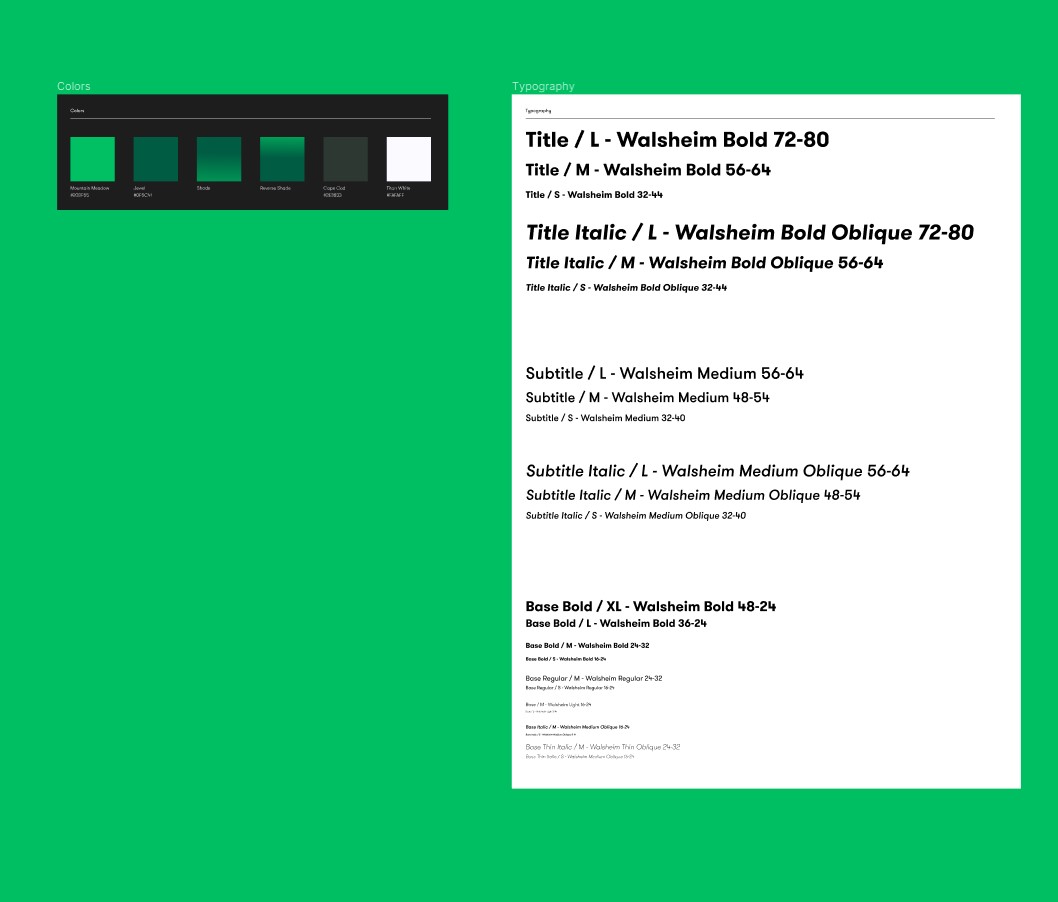 Colors
Colors
Mountain Meadow
Jewel
Shade
Reverse Shade
Cape Cod
Titan White
#FAFAFF
Typography
Typography
Title / L - Walsheim Bold 72-80
Title / M - Walsheim Bold 56-64
Title / S - Walsheim Bold 32-44
Title Italic / L - Walsheim Bold Oblique 72-80
Title Italic / M - Walsheim Bold Oblique 56-64
Title Italic / S - Walsheim Bold Oblique 32-44
Subtitle / L - Walsheim Medium 56-64
Subtitle / M - Walsheim Medium 48-54
Subtitle / S - Walsheim Medium 32-40
Subtitle Italic / L - Walsheim Medium Oblique 56-64
Subtitle Italic / M - Walsheim Medium Oblique 48-54
Subtitle Italic / S - Walsheim Medium Oblique 32-40
Base Bold / XL - Walsheim Bold 48-24
Base Bold / L - Walsheim Bold 36-24
Base Bold / M - Walsheim Bold 24-32
Base Bold / S - Walsheim Bold 16-24
Base Regular / M - Walsheim Regular 24-32
Base Regular / S - Walsheim Regular 16-24
Base / M - Walsheim Light 16-24
Base Italic / M - Walsheim Medium Oblique 16-24
Base Thin Italic / M - Walsheim Thin Oblique 24-32
Base Thin Italic / S - Walsheim Medium Oblique 16-24